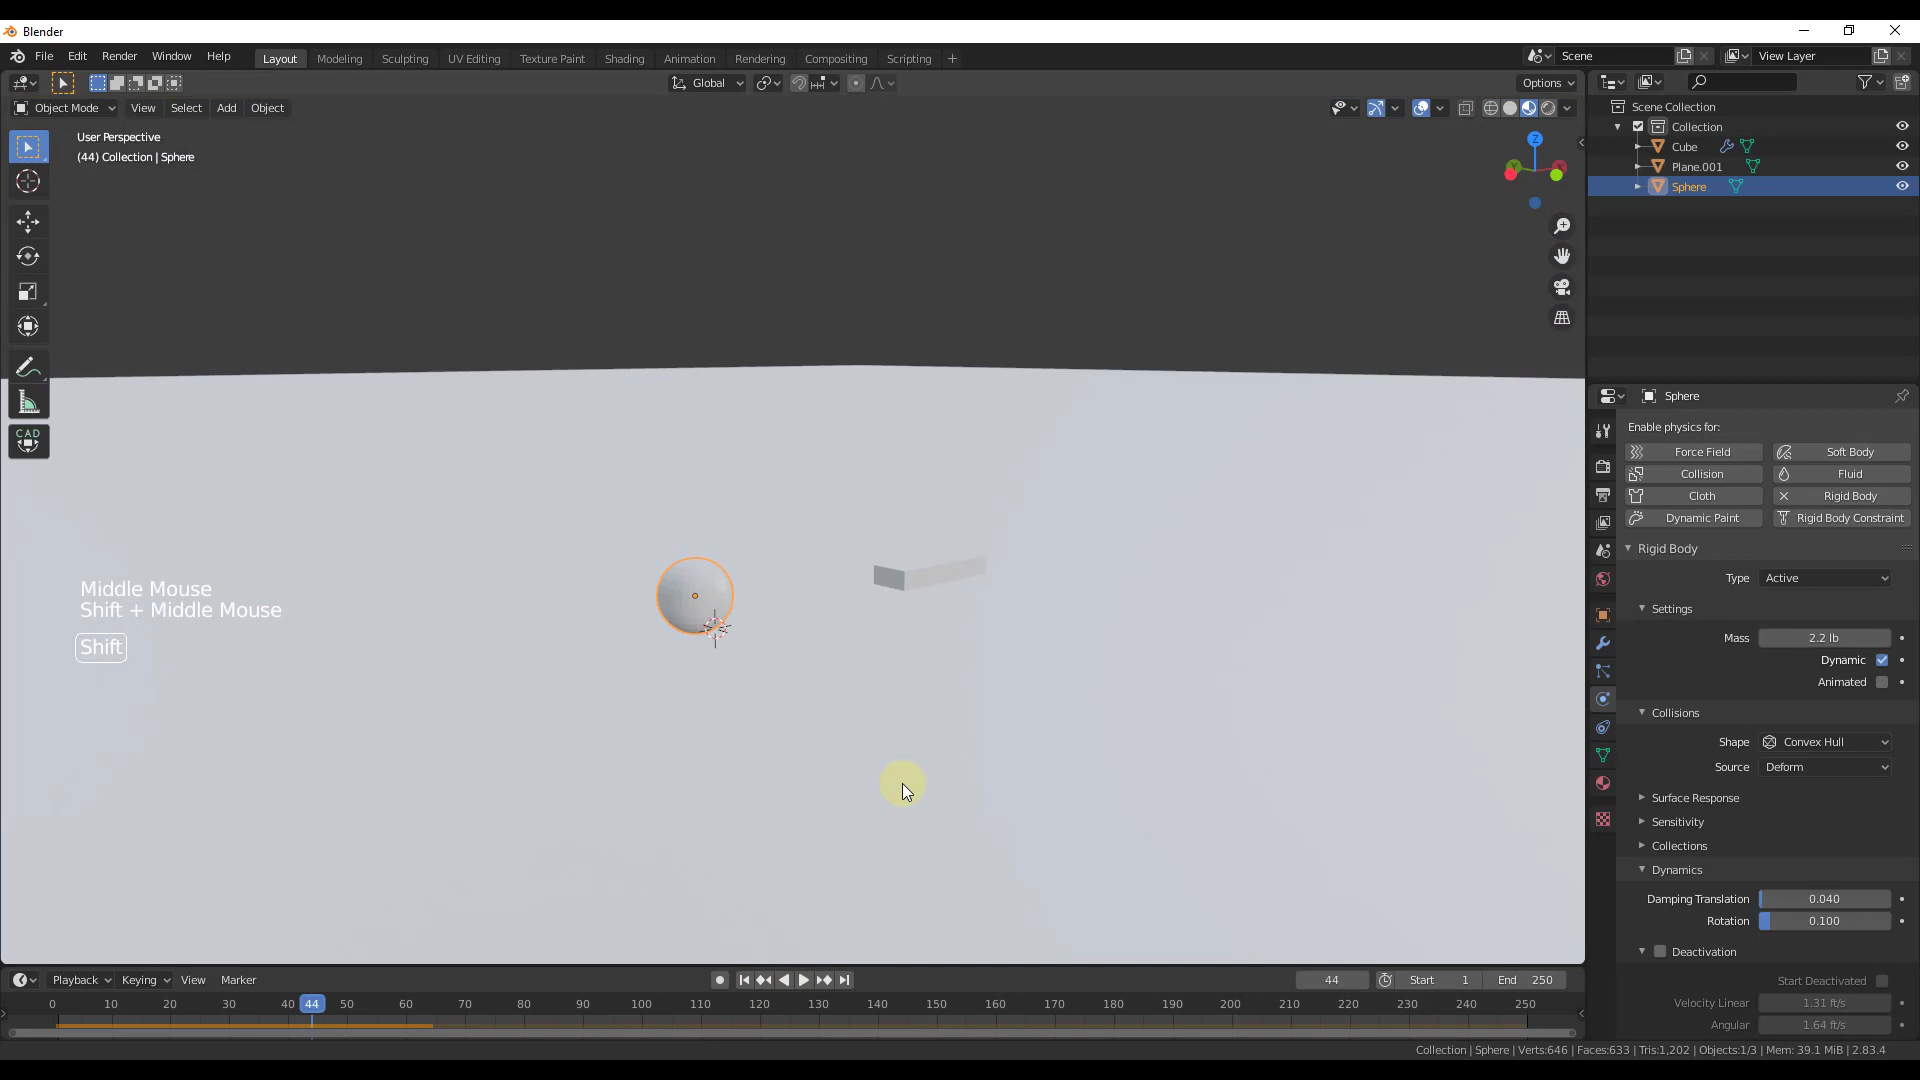 Blender
File Edit Render Window Help Layout Modeling Sculpting UV Editing Texture Paint Shading Animation Rendering Compositing Scripting + Scene View Layer
Global Options
Object Mode View Select Add Object
User Perspective
(44) Collection | Sphere
Z
Y
X
CAD
Middle Mouse
Shift + Middle Mouse
Shift
Scene Collection
Collection
Cube
Plane.001
Sphere
Sphere
Enable physics for:
Force Field Soft Body
Collision Fluid
Cloth Rigid Body
Dynamic Paint Rigid Body Constraint
Rigid Body
Type Active
Settings
Mass 2.2 lb
Dynamic
Animated
Collisions
Shape Convex Hull
Source Deform
Surface Response
Sensitivity
Collections
Dynamics
Damping Translation 0.040
Rotation 0.100
Deactivation
Start Deactivated
Velocity Linear 1.31 ft/s
Angular 1.64 ft/s
Playback Keying View Marker 44 Start 1 End 250
0 10 20 30 40 44 50 60 70 80 90 100 110 120 130 140 150 160 170 180 190 200 210 220 230 240 250
Collection | Sphere | Verts:646 | Faces:633 | Tris:1,202 | Objects:1/3 | Mem: 39.1 MiB | 2.83.4